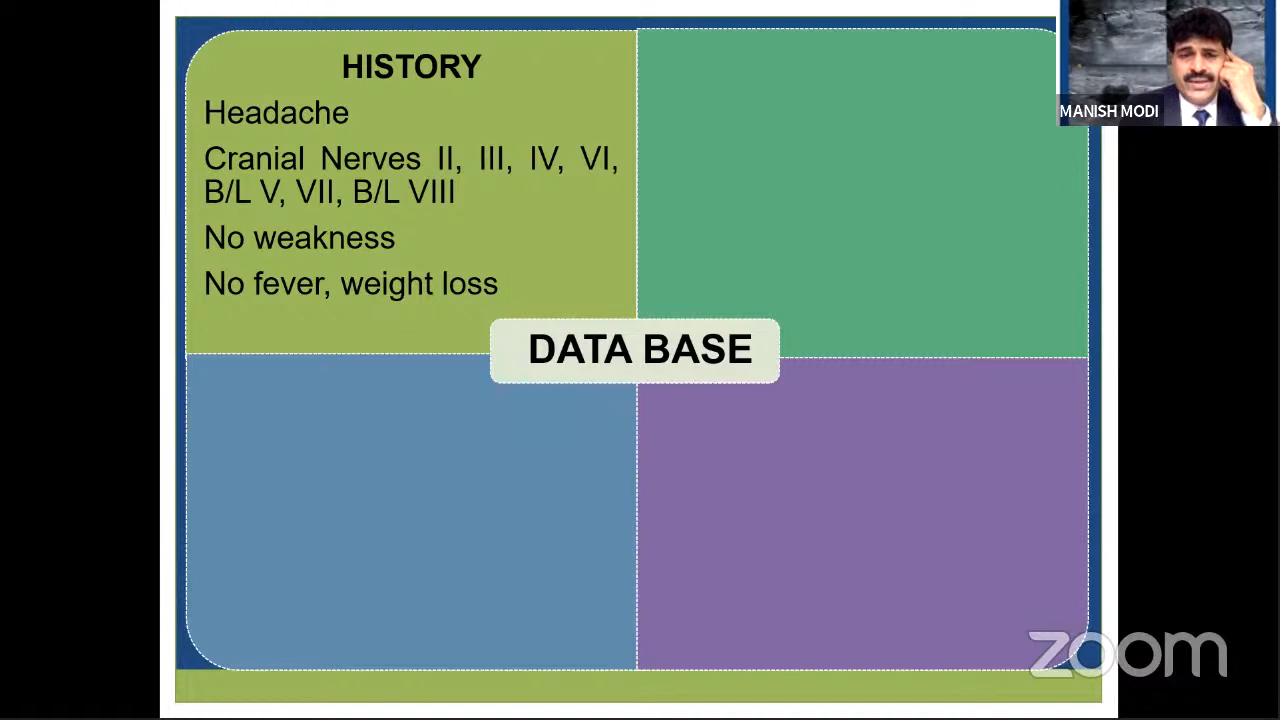 HISTORY
Headache
Cranial Nerves II, III, IV, VI,
B/L V, VII, B/L VIII
No weakness
No fever, weight loss
DATA BASE
MANISH MODI
zoom